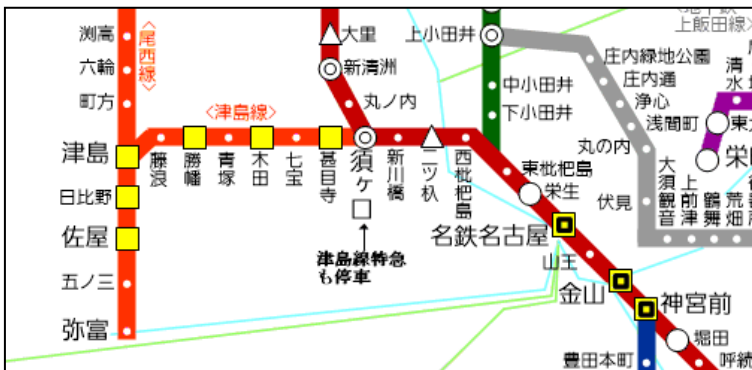 渕高
六輪
町方
津島
日比野
佐屋
五ノ三
弥富
〈尾西線〉
〈津島線〉
藤浪
勝幡
青塚
木田
七宝
甚目寺
須ヶ口
新川橋
二ツ杁
西枇杷島
大里
新清洲
丸ノ内
津島線特急
も停車
上小田井
中小田井
下小田井
東枇杷島
栄生
名鉄名古屋
山王
金山
神宮前
堀田
呼続
豊田本町
上飯田線〉
庄内緑地公園
庄内通
浄心
浅間町
丸の内
伏見
大須観音
上前津
鶴舞
荒畑
清水